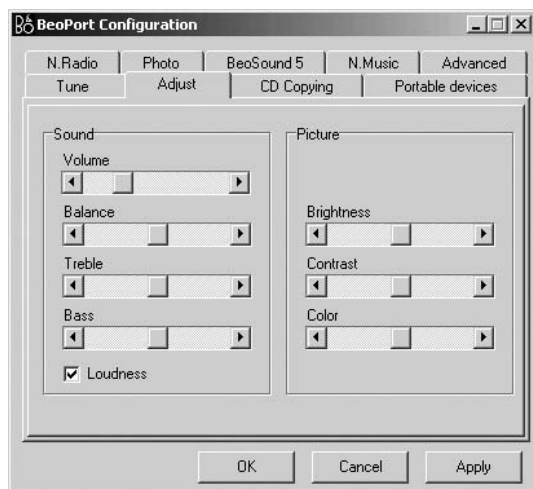 B&O BeoPort Configuration
N.Radio Photo BeoSound 5 N.Music Advanced
Tune Adjust CD Copying Portable devices
Sound Picture
Volume
Balance Brightness
Treble Contrast
Bass Color
Loudness
OK Cancel Apply